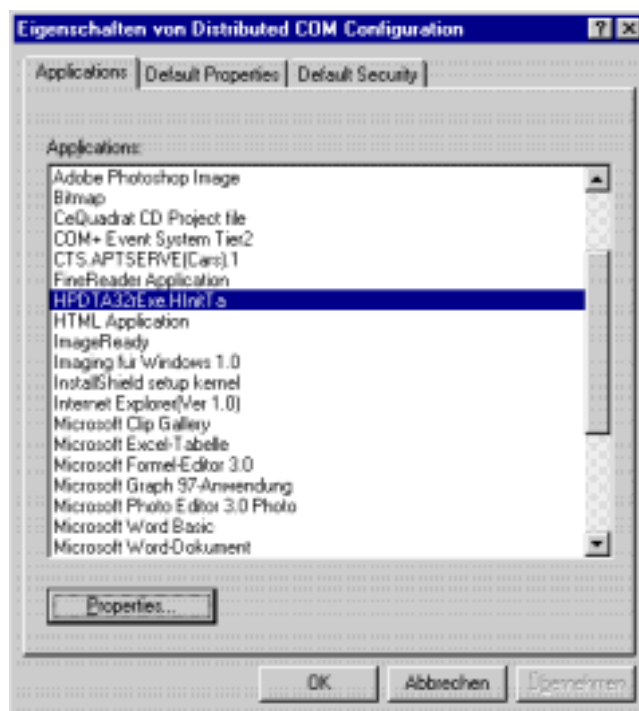 Eigenschaften von Distributed COM Configuration
Applications Default Properties Default Security
Applications:
Adobe Photoshop Image
Bitmap
CeQuadrat CD Project file
COM+ Event System Tier2
CTS.APTSERVE(Cars).1
FineReader Application
HPDTA32rExe.HInitTa
HTML Application
ImageReady
Imaging für Windows 1.0
InstallShield setup kernel
Internet Explorer(Ver 1.0)
Microsoft Clip Gallery
Microsoft Excel-Tabelle
Microsoft Formel-Editor 3.0
Microsoft Graph 97-Anwendung
Microsoft Photo Editor 3.0 Photo
Microsoft Word Basic
Microsoft Word-Dokument
Properties...
OK Abbrechen Übernehmen